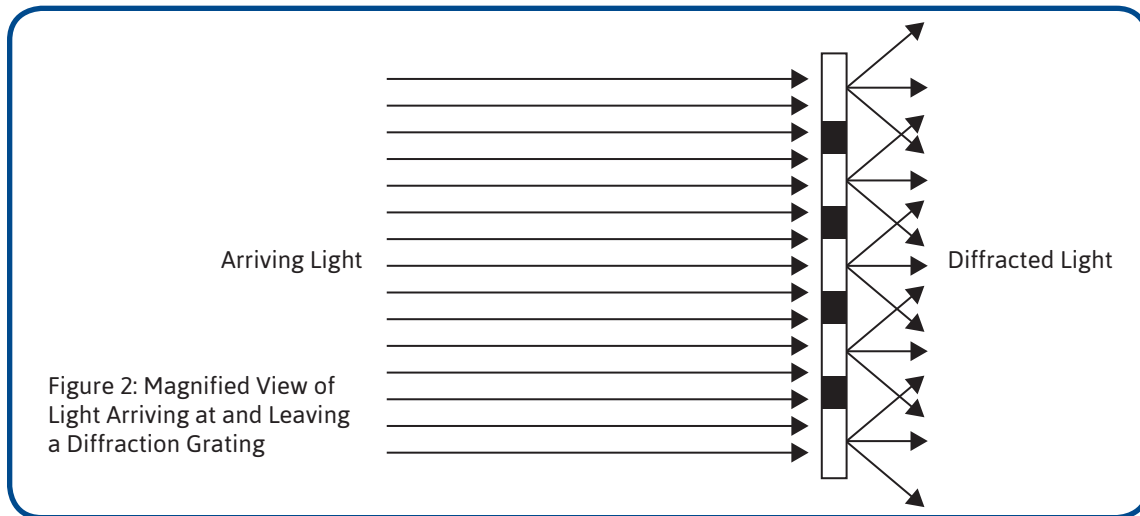 Arriving Light
Diffracted Light
Figure 2: Magnified View of
Light Arriving at and Leaving
a Diffraction Grating